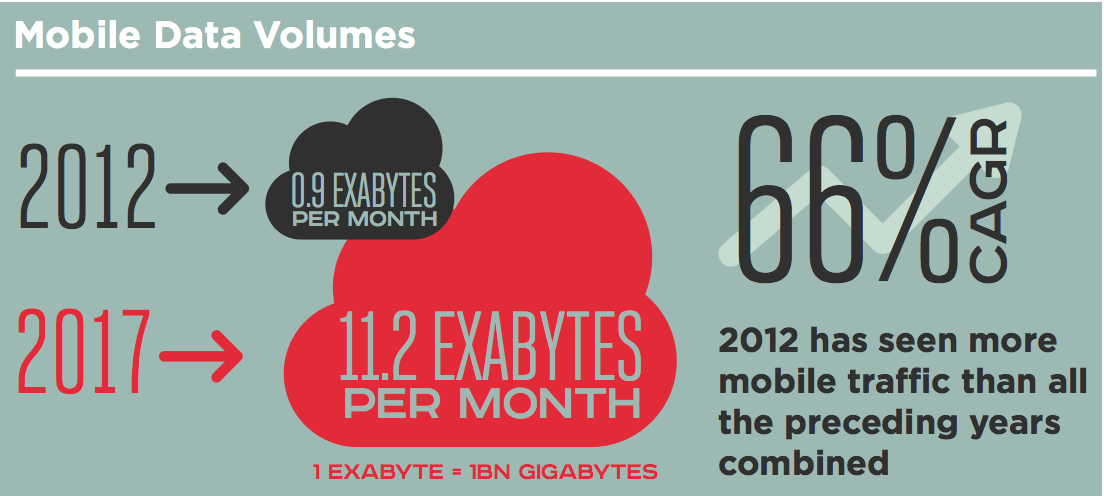 Mobile Data Volumes
2012
0.9 EXABYTES
PER MONTH
2017
11.2 EXABYTES
PER MONTH
1 EXABYTE = 1BN GIGABYTES
66% CAGR
2012 has seen more
mobile traffic than all
the preceding years
combined